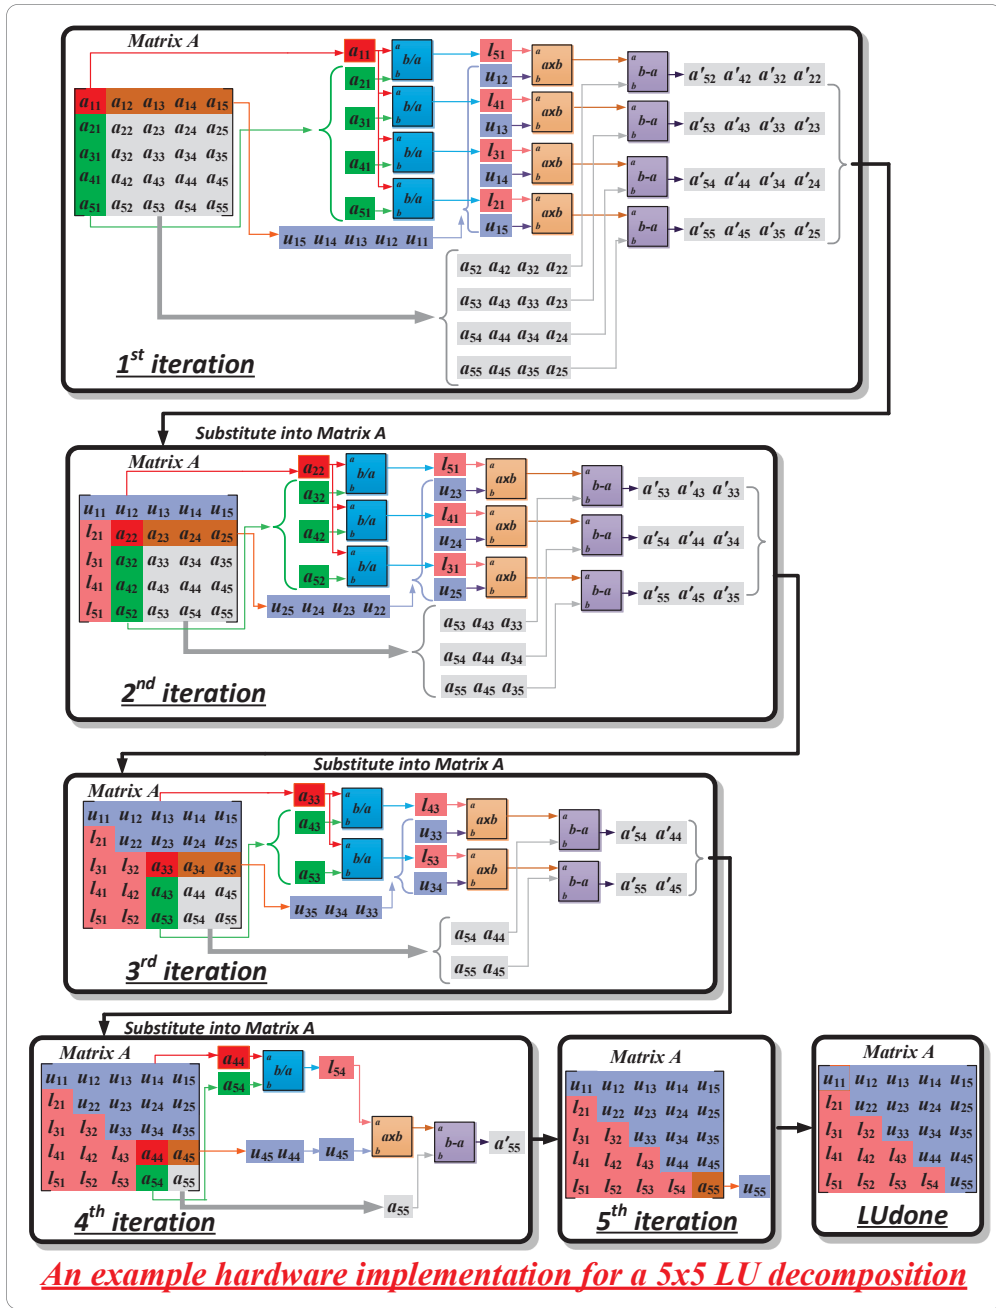 Matrix A
a11 a12 a13 a14 a15
a21 a22 a23 a24 a25
a31 a32 a33 a34 a35
a41 a42 a43 a44 a45
a51 a52 a53 a54 a55
a11
a21
a31
a41
a51
a b/a b
a b/a b
a b/a b
a b/a b
l51
u12
l41
u13
l31
u14
l21
u15
a axb b
a axb b
a axb b
a axb b
a b-a b
a b-a b
a b-a b
a b-a b
a'52 a'42 a'32 a'22
a'53 a'43 a'33 a'23
a'54 a'44 a'34 a'24
a'55 a'45 a'35 a'25
u15 u14 u13 u12 u11
a52 a42 a32 a22
a53 a43 a33 a23
a54 a44 a34 a24
a55 a45 a35 a25
1st iteration
Substitute into Matrix A
Matrix A
u11 u12 u13 u14 u15
l21 a22 a23 a24 a25
l31 a32 a33 a34 a35
l41 a42 a43 a44 a45
l51 a52 a53 a54 a55
a22
a32
a42
a52
a b/a b
a b/a b
a b/a b
l51
u23
l41
u24
l31
u25
a axb b
a axb b
a axb b
a b-a b
a b-a b
a b-a b
a'53 a'43 a'33
a'54 a'44 a'34
a'55 a'45 a'35
u25 u24 u23 u22
a53 a43 a33
a54 a44 a34
a55 a45 a35
2nd iteration
Substitute into Matrix A
Matrix A
u11 u12 u13 u14 u15
l21 u22 u23 u24 u25
l31 l32 a33 a34 a35
l41 l42 a43 a44 a45
l51 l52 a53 a54 a55
a33
a43
a53
a b/a b
a b/a b
l43
u33
l53
u34
a axb b
a axb b
a b-a b
a b-a b
a'54 a'44
a'55 a'45
u35 u34 u33
a54 a44
a55 a45
3rd iteration
Substitute into Matrix A
Matrix A
u11 u12 u13 u14 u15
l21 u22 u23 u24 u25
l31 l32 u33 u34 u35
l41 l42 l43 a44 a45
l51 l52 l53 a54 a55
a44
a54
a b/a b
l54
a axb b
a b-a b
a'55
u45 u44
u45
a55
4th iteration
Matrix A
u11 u12 u13 u14 u15
l21 u22 u23 u24 u25
l31 l32 u33 u34 u35
l41 l42 l43 u44 u45
l51 l52 l53 l54 a55
u55
5th iteration
Matrix A
u11 u12 u13 u14 u15
l21 u22 u23 u24 u25
l31 l32 u33 u34 u35
l41 l42 l43 u44 u45
l51 l52 l53 l54 u55
LUdone
An example hardware implementation for a 5x5 LU decomposition